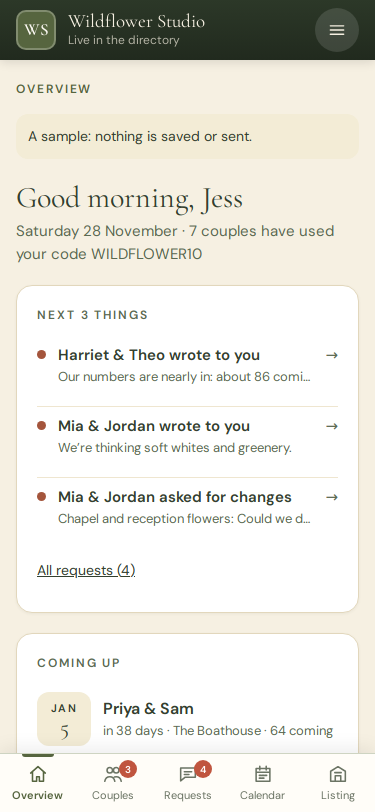 WS
Wildflower Studio
Live in the directory
OVERVIEW
A sample: nothing is saved or sent.
Good morning, Jess
Saturday 28 November · 7 couples have used
your code WILDFLOWER10
NEXT 3 THINGS
Harriet & Theo wrote to you →
Our numbers are nearly in: about 86 comi...
Mia & Jordan wrote to you →
We're thinking soft whites and greenery.
Mia & Jordan asked for changes →
Chapel and reception flowers: Could we d...
All requests (4)
COMING UP
JAN
5
Priya & Sam
in 38 days · The Boathouse · 64 coming
3
4
Overview Couples Requests Calendar Listing